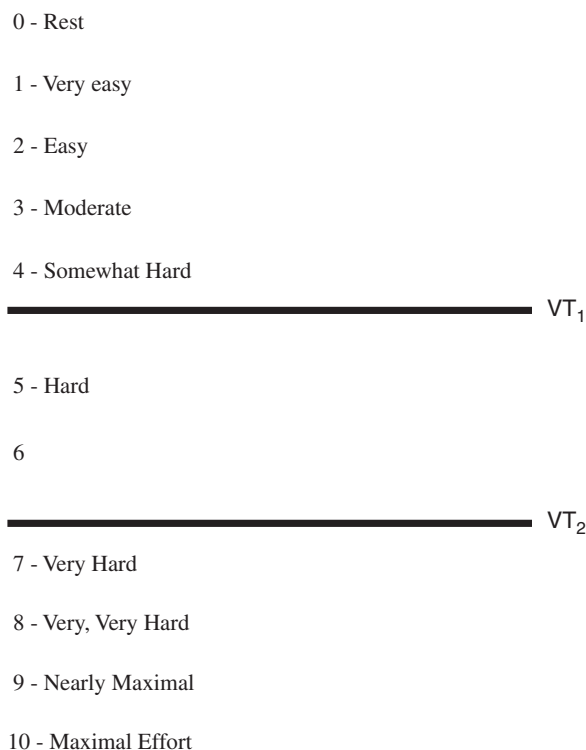 0 - Rest
1 - Very easy
2 - Easy
3 - Moderate
4 - Somewhat Hard
VT₁
5 - Hard
6
VT₂
7 - Very Hard
8 - Very, Very Hard
9 - Nearly Maximal
10 - Maximal Effort